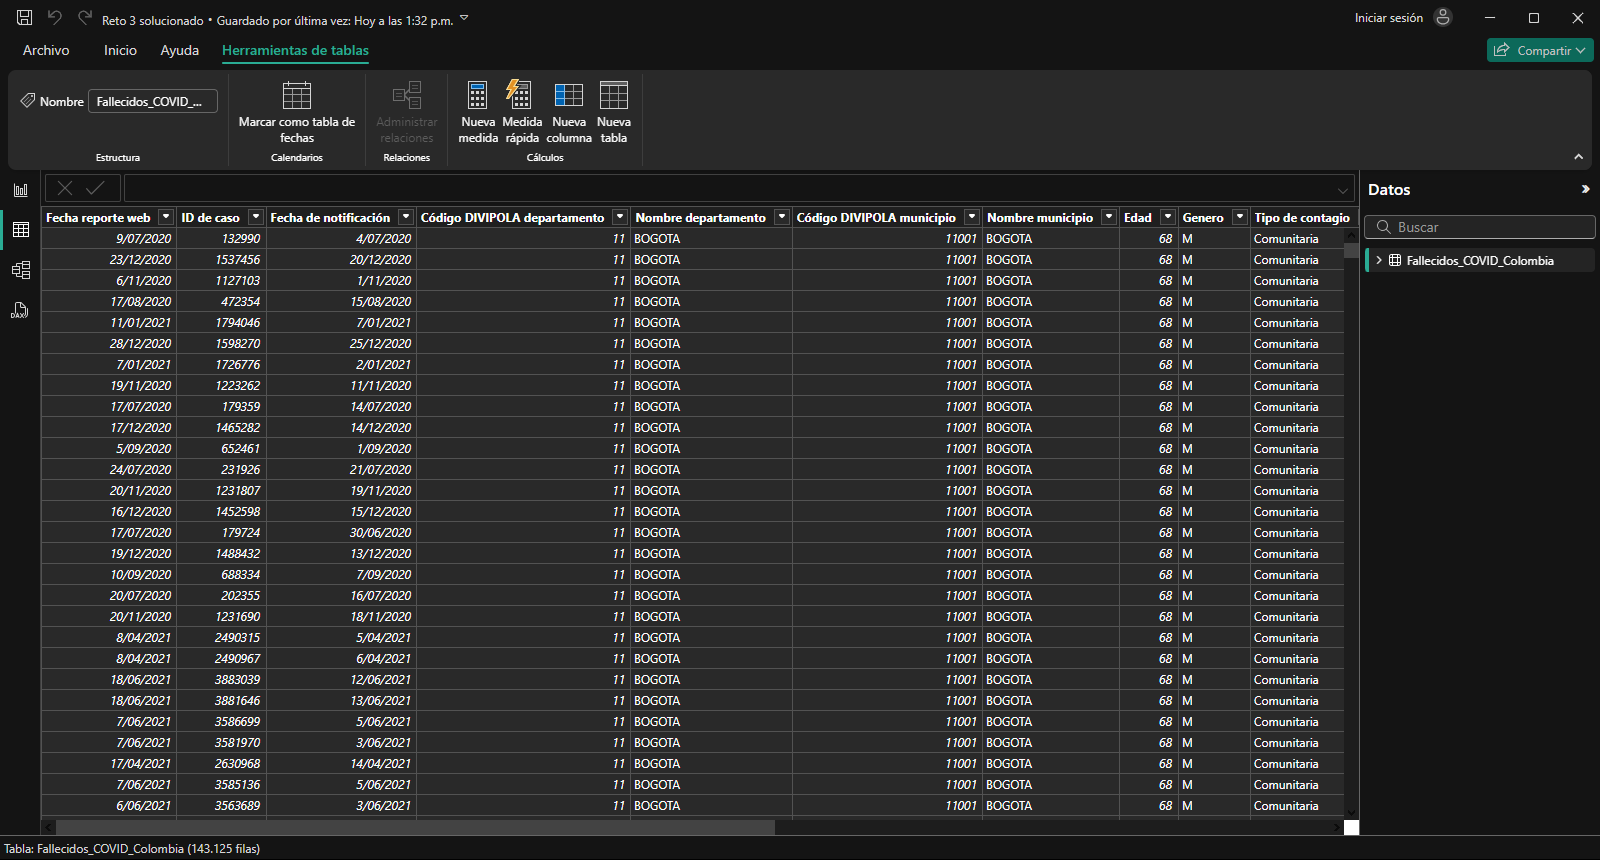 Reto 3 solucionado • Guardado por última vez: Hoy a las 1:32 p.m.
Iniciar sesión
Archivo Inicio Ayuda Herramientas de tablas
Compartir
Nombre Fallecidos_COVID_...
Marcar como tabla de fechas
Administrar relaciones
Nueva medida
Medida rápida
Nueva columna
Nueva tabla
Estructura Calendarios Relaciones Cálculos
Datos
Buscar
Fallecidos_COVID_Colombia
Fecha reporte web ID de caso Fecha de notificación Código DIVIPOLA departamento Nombre departamento Código DIVIPOLA municipio Nombre municipio Edad Genero Tipo de contagio
9/07/2020 132990 4/07/2020 11 BOGOTA 11001 BOGOTA 68 M Comunitaria
23/12/2020 1537456 20/12/2020 11 BOGOTA 11001 BOGOTA 68 M Comunitaria
6/11/2020 1127103 1/11/2020 11 BOGOTA 11001 BOGOTA 68 M Comunitaria
17/08/2020 472354 15/08/2020 11 BOGOTA 11001 BOGOTA 68 M Comunitaria
11/01/2021 1794046 7/01/2021 11 BOGOTA 11001 BOGOTA 68 M Comunitaria
28/12/2020 1598270 25/12/2020 11 BOGOTA 11001 BOGOTA 68 M Comunitaria
7/01/2021 1726776 2/01/2021 11 BOGOTA 11001 BOGOTA 68 M Comunitaria
19/11/2020 1223262 11/11/2020 11 BOGOTA 11001 BOGOTA 68 M Comunitaria
17/07/2020 179359 14/07/2020 11 BOGOTA 11001 BOGOTA 68 M Comunitaria
17/12/2020 1465282 14/12/2020 11 BOGOTA 11001 BOGOTA 68 M Comunitaria
5/09/2020 652461 1/09/2020 11 BOGOTA 11001 BOGOTA 68 M Comunitaria
24/07/2020 231926 21/07/2020 11 BOGOTA 11001 BOGOTA 68 M Comunitaria
20/11/2020 1231807 19/11/2020 11 BOGOTA 11001 BOGOTA 68 M Comunitaria
16/12/2020 1452598 15/12/2020 11 BOGOTA 11001 BOGOTA 68 M Comunitaria
17/07/2020 179724 30/06/2020 11 BOGOTA 11001 BOGOTA 68 M Comunitaria
19/12/2020 1488432 13/12/2020 11 BOGOTA 11001 BOGOTA 68 M Comunitaria
10/09/2020 688334 7/09/2020 11 BOGOTA 11001 BOGOTA 68 M Comunitaria
20/07/2020 202355 16/07/2020 11 BOGOTA 11001 BOGOTA 68 M Comunitaria
20/11/2020 1231690 18/11/2020 11 BOGOTA 11001 BOGOTA 68 M Comunitaria
8/04/2021 2490315 5/04/2021 11 BOGOTA 11001 BOGOTA 68 M Comunitaria
8/04/2021 2490967 6/04/2021 11 BOGOTA 11001 BOGOTA 68 M Comunitaria
18/06/2021 3883039 12/06/2021 11 BOGOTA 11001 BOGOTA 68 M Comunitaria
18/06/2021 3881646 13/06/2021 11 BOGOTA 11001 BOGOTA 68 M Comunitaria
7/06/2021 3586699 5/06/2021 11 BOGOTA 11001 BOGOTA 68 M Comunitaria
7/06/2021 3581970 3/06/2021 11 BOGOTA 11001 BOGOTA 68 M Comunitaria
17/04/2021 2630968 14/04/2021 11 BOGOTA 11001 BOGOTA 68 M Comunitaria
7/06/2021 3585136 5/06/2021 11 BOGOTA 11001 BOGOTA 68 M Comunitaria
6/06/2021 3563689 3/06/2021 11 BOGOTA 11001 BOGOTA 68 M Comunitaria
DAX
Tabla: Fallecidos_COVID_Colombia (143.125 filas)